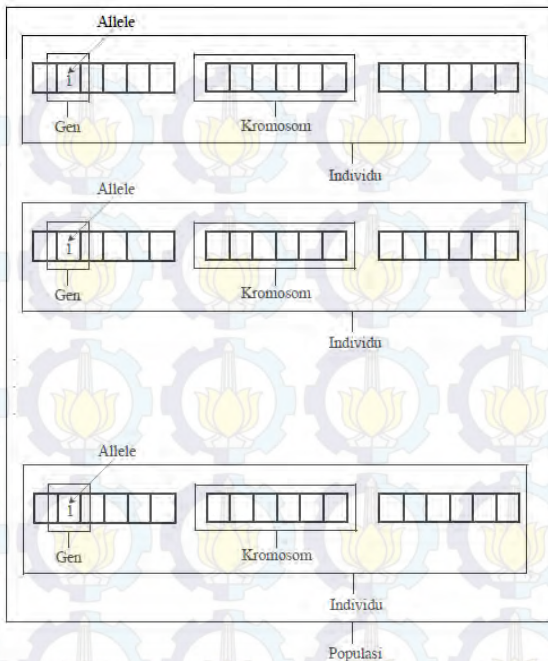 Allele
1
Gen
Kromosom
Individu
Allele
1
Gen
Kromosom
Individu
Allele
1
Gen
Kromosom
Individu
Populasi